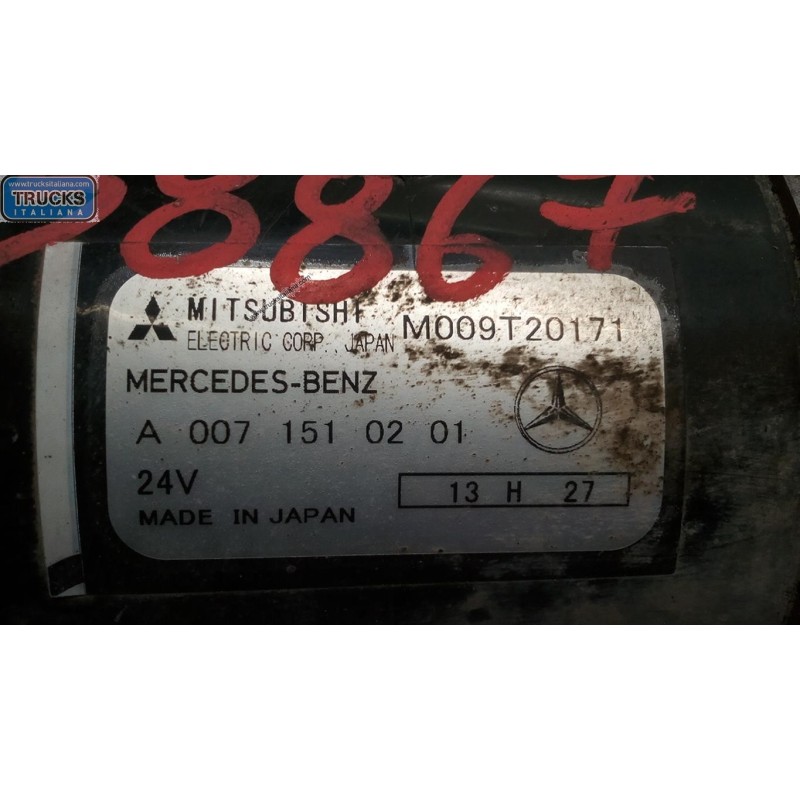 www.trucksitaliana.com
TRUCKS
ITALIANA
8867
MITSUBISHI
ELECTRIC CORP. JAPAN M009T20171
MERCEDES-BENZ
A 007 151 02 01
24V
13 H 27
MADE IN JAPAN